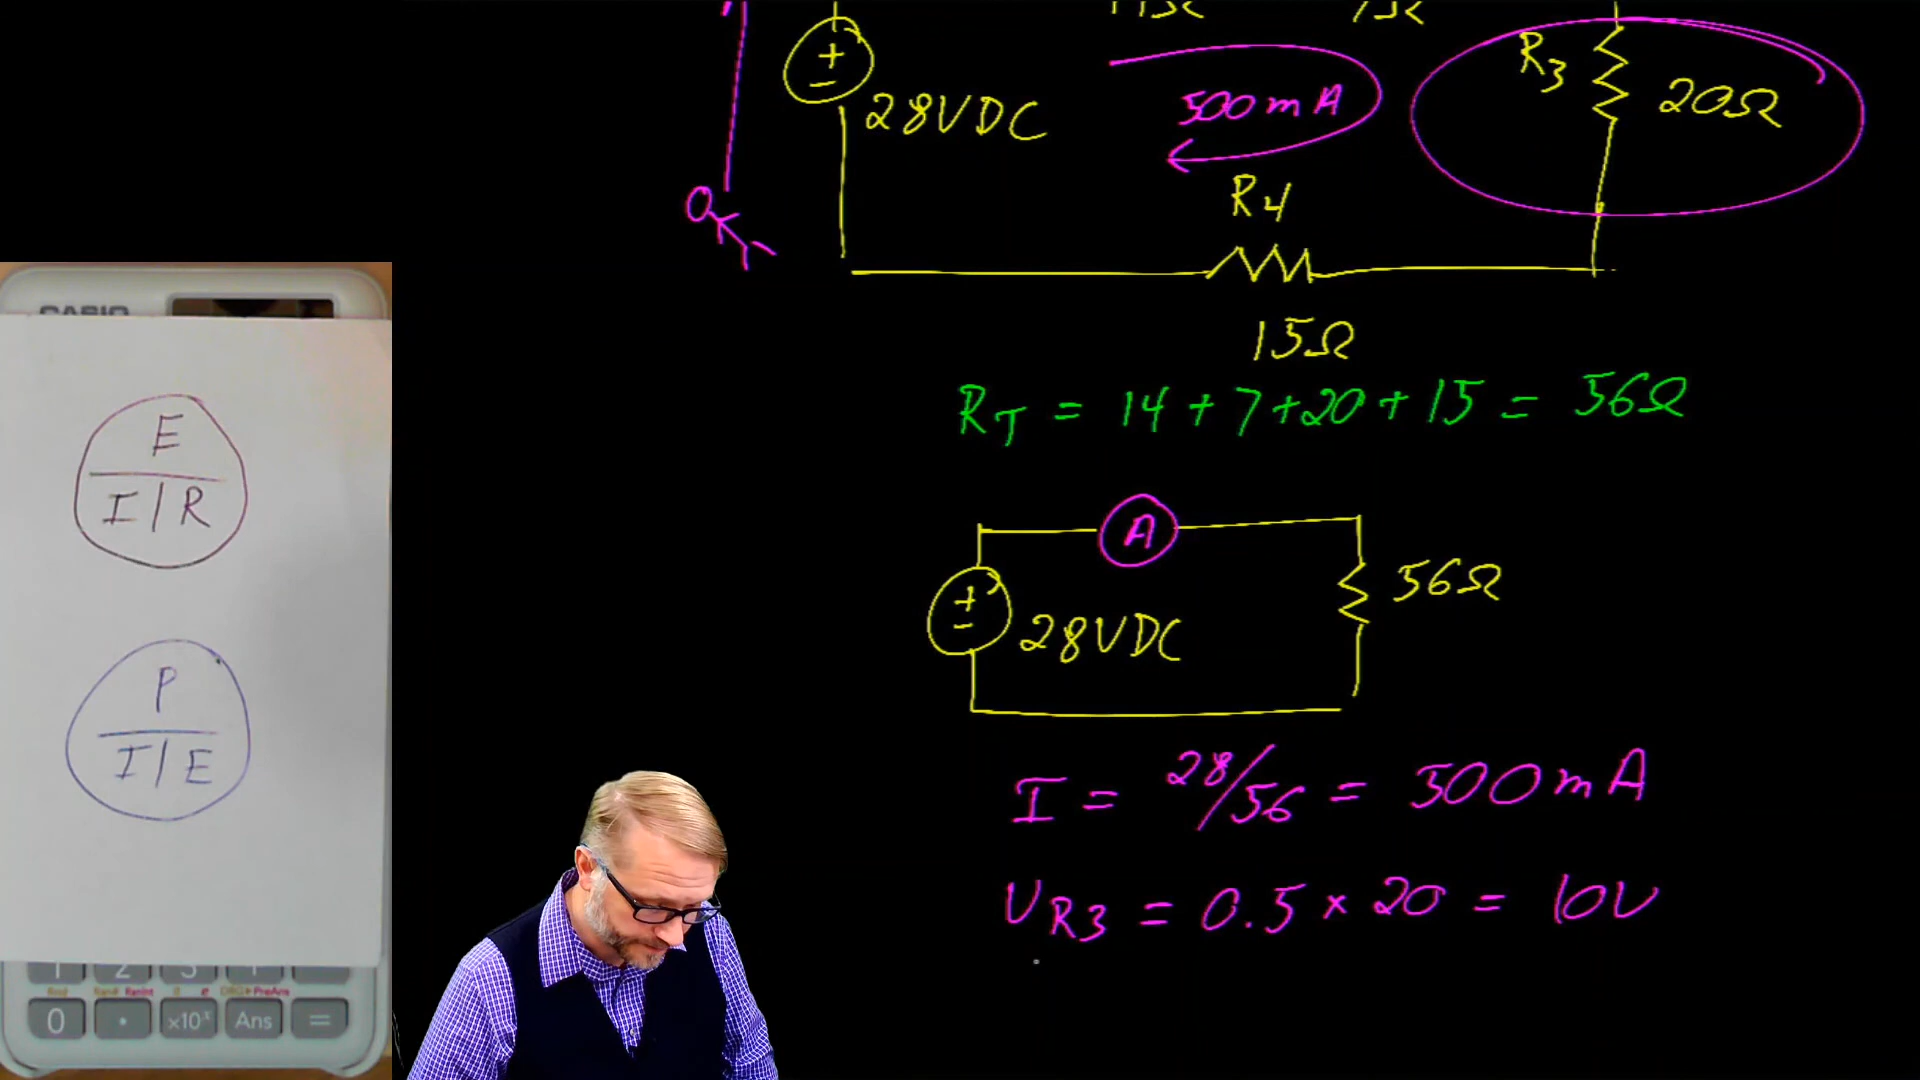 R3
20Ω
28VDC
500mA
R4
15Ω
RT = 14 + 7 + 20 + 15 = 56Ω
A
56Ω
28VDC
I = 28/56 = 500mA
VR3 = 0.5 × 20 = 10V
CASIO
E
I | R
P
I | E
0 . ×10ˣ Ans =